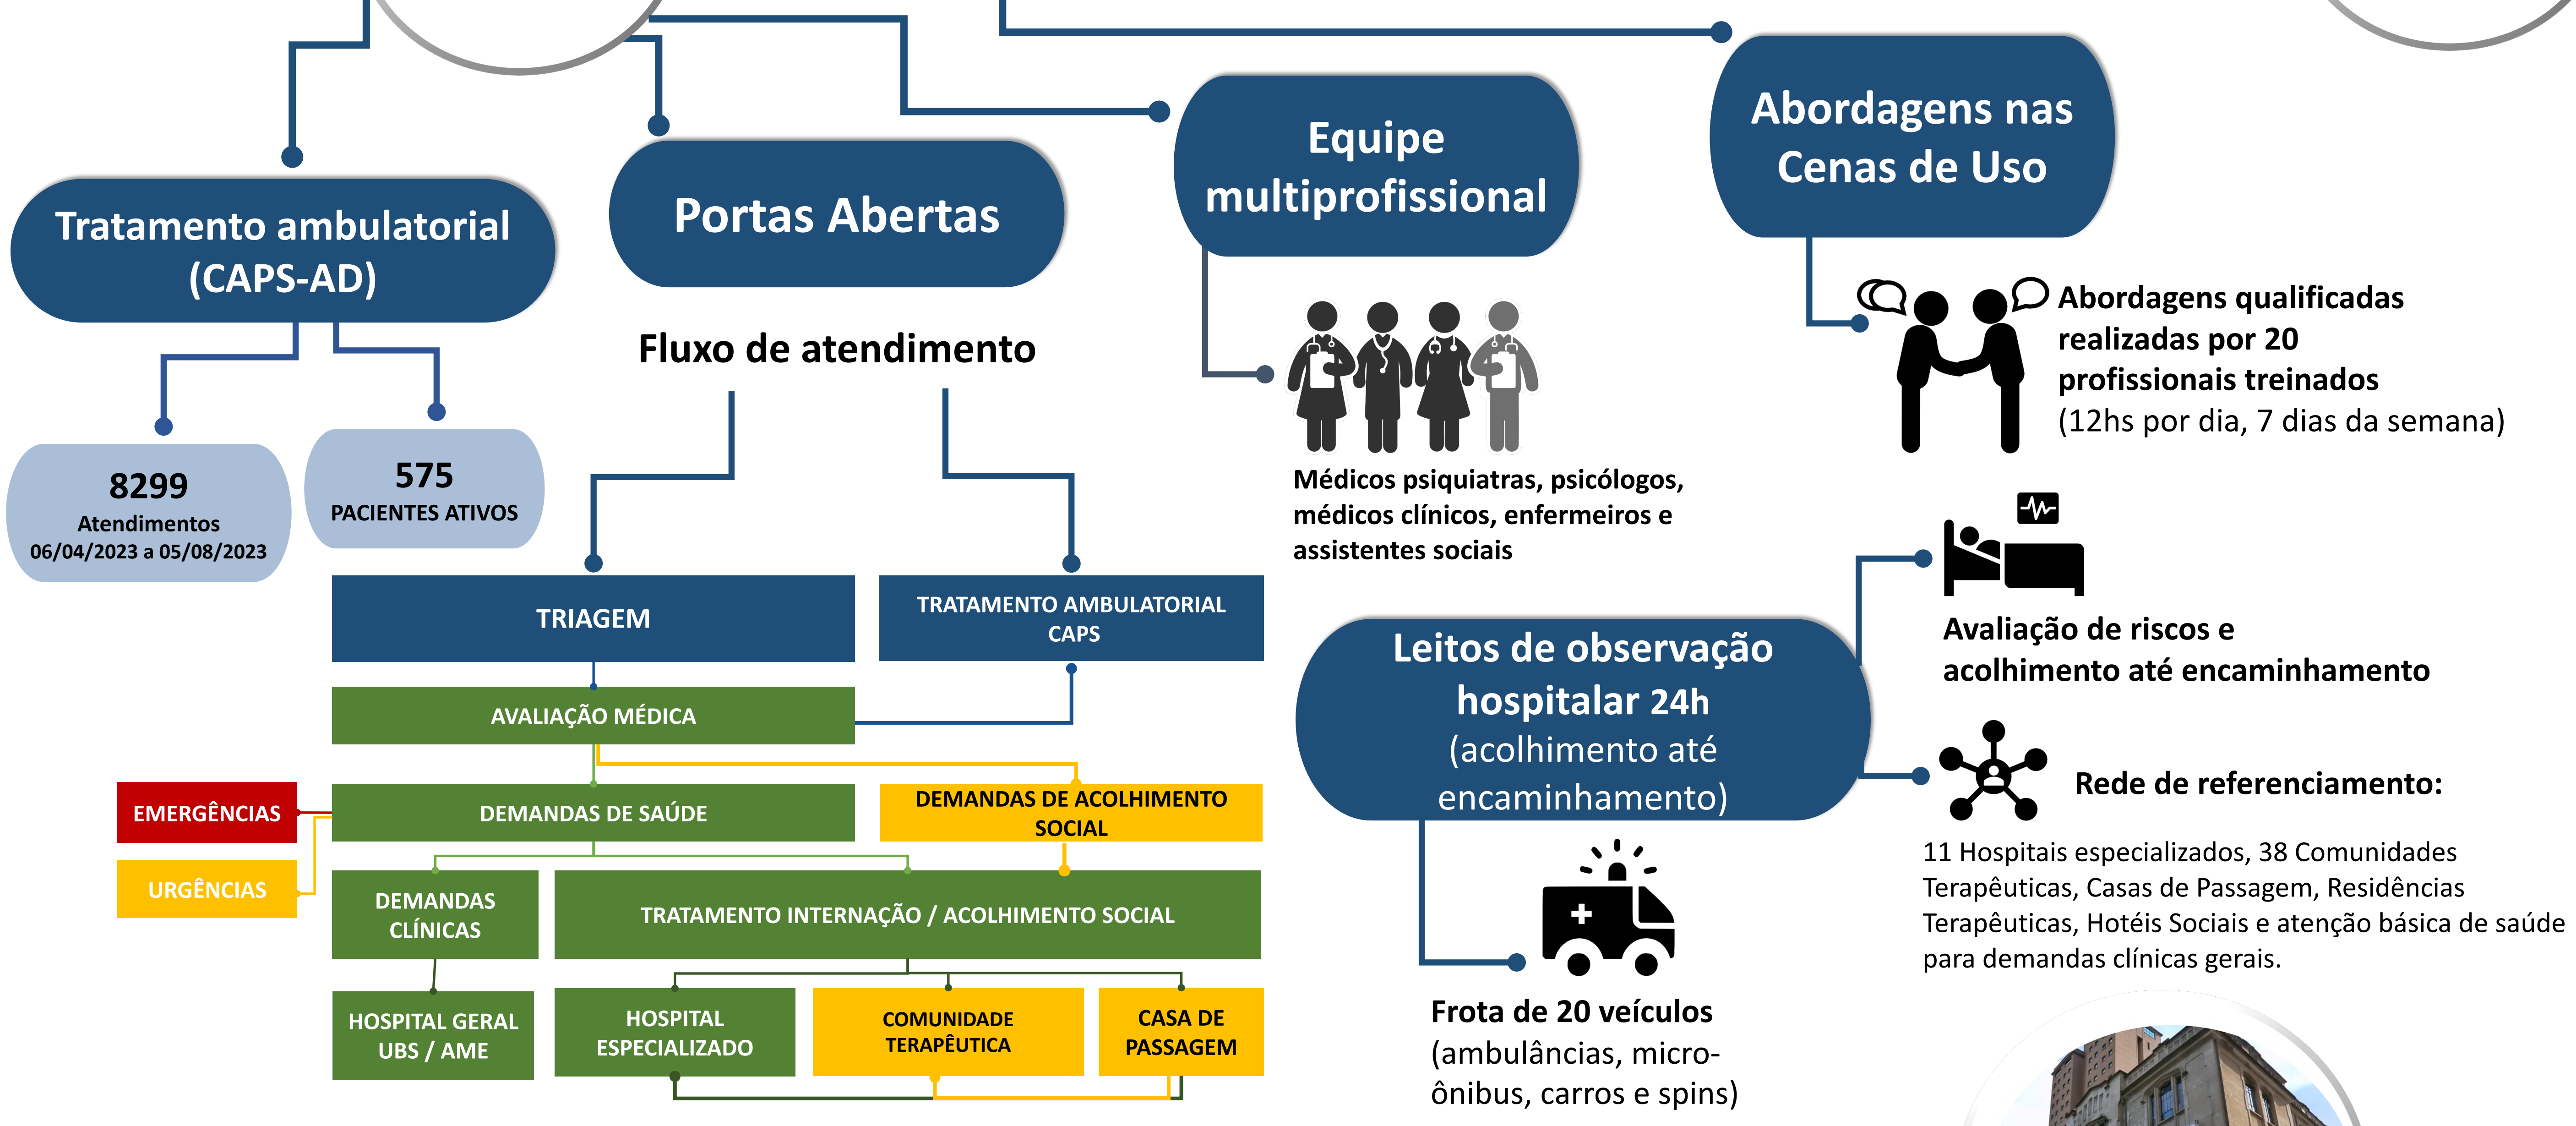 Tratamento ambulatorial
(CAPS-AD)
8299
Atendimentos
06/04/2023 a 05/08/2023
575
PACIENTES ATIVOS
Portas Abertas
Fluxo de atendimento
TRIAGEM
TRATAMENTO AMBULATORIAL
CAPS
AVALIAÇÃO MÉDICA
EMERGÊNCIAS
URGÊNCIAS
DEMANDAS DE SAÚDE
DEMANDAS DE ACOLHIMENTO
SOCIAL
DEMANDAS
CLÍNICAS
TRATAMENTO INTERNAÇÃO / ACOLHIMENTO SOCIAL
HOSPITAL GERAL
UBS / AME
HOSPITAL
ESPECIALIZADO
COMUNIDADE
TERAPÊUTICA
CASA DE
PASSAGEM
Equipe
multiprofissional
Médicos psiquiatras, psicólogos,
médicos clínicos, enfermeiros e
assistentes sociais
Abordagens nas
Cenas de Uso
Abordagens qualificadas
realizadas por 20
profissionais treinados
(12hs por dia, 7 dias da semana)
Leitos de observação
hospitalar 24h
(acolhimento até
encaminhamento)
Avaliação de riscos e
acolhimento até encaminhamento
Rede de referenciamento:
11 Hospitais especializados, 38 Comunidades
Terapêuticas, Casas de Passagem, Residências
Terapêuticas, Hotéis Sociais e atenção básica de saúde
para demandas clínicas gerais.
Frota de 20 veículos
(ambulâncias, micro-
ônibus, carros e spins)